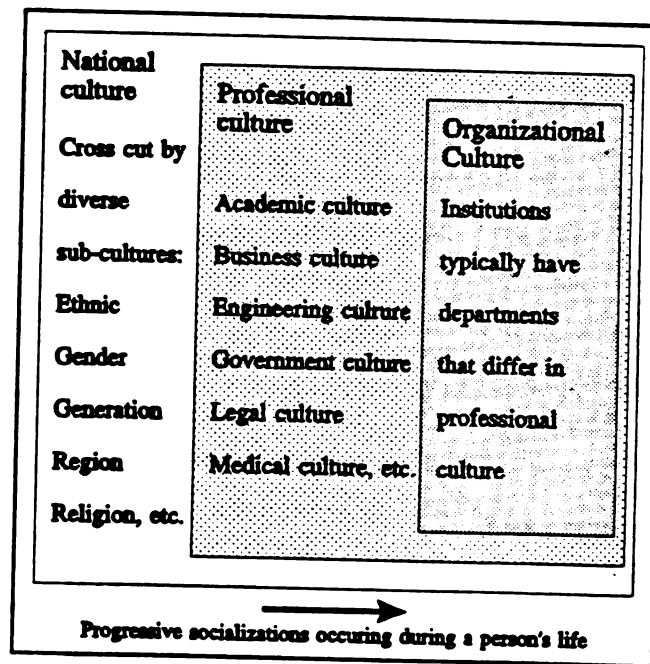 National
culture
Cross cut by
diverse
sub-cultures:
Ethnic
Gender
Generation
Region
Religion, etc.
Professional
culture
Academic culture
Business culture
Engineering culrure
Government culture
Legal culture
Medical culture, etc.
Organizational
Culture
Institutions
typically have
departments
that differ in
professional
culture
Progressive socializations occuring during a person's life